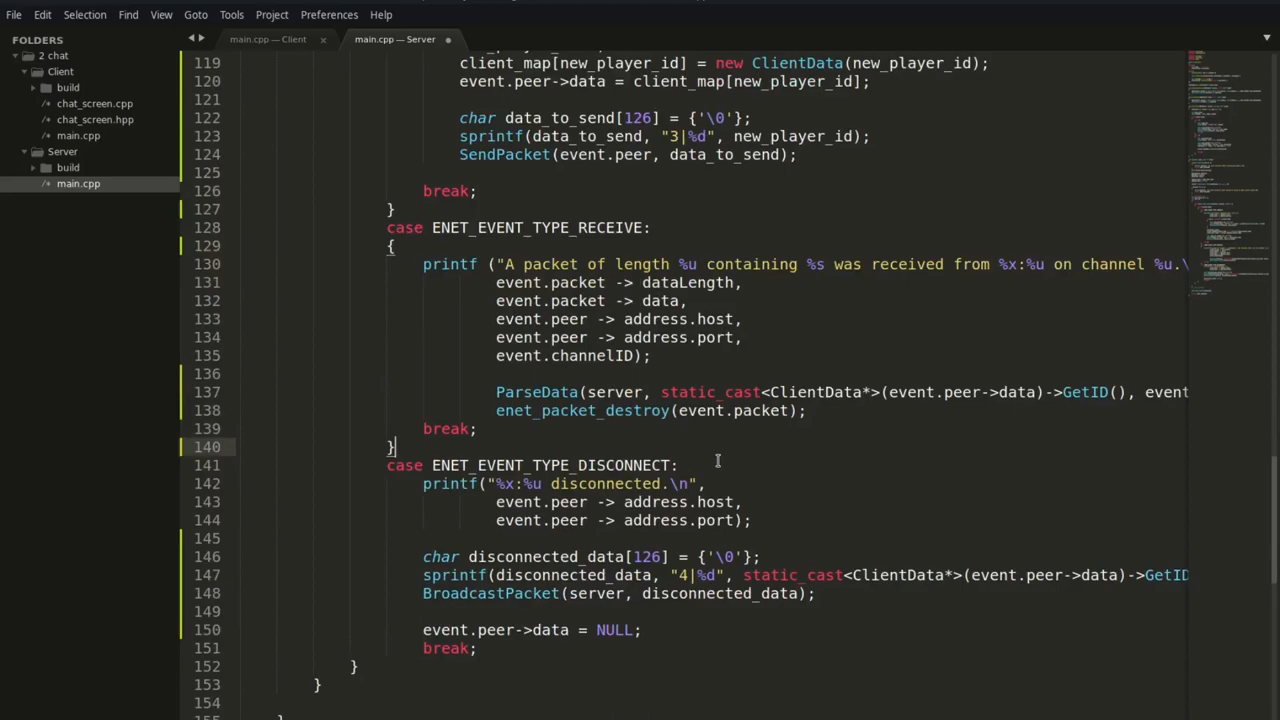 File Edit Selection Find View Goto Tools Project Preferences Help
FOLDERS
2 chat
Client
build
/* chat_screen.cpp
/* chat_screen.hpp
/* main.cpp
Server
build
/* main.cpp
main.cpp — Client ×
main.cpp — Server
119 client_map[new_player_id] = new ClientData(new_player_id);
120 event.peer->data = client_map[new_player_id];
121
122 char data_to_send[126] = {'\0'};
123 sprintf(data_to_send, "3|%d", new_player_id);
124 SendPacket(event.peer, data_to_send);
125
126 break;
127 }
128 case ENET_EVENT_TYPE_RECEIVE:
129 {
130 printf ("A packet of length %u containing %s was received from %x:%u on channel %u.\
131 event.packet -> dataLength,
132 event.packet -> data,
133 event.peer -> address.host,
134 event.peer -> address.port,
135 event.channelID);
136
137 ParseData(server, static_cast<ClientData*>(event.peer->data)->GetID(), event
138 enet_packet_destroy(event.packet);
139 break;
140 }
141 case ENET_EVENT_TYPE_DISCONNECT:
142 printf("%x:%u disconnected.\n",
143 event.peer -> address.host,
144 event.peer -> address.port);
145
146 char disconnected_data[126] = {'\0'};
147 sprintf(disconnected_data, "4|%d", static_cast<ClientData*>(event.peer->data)->GetID
148 BroadcastPacket(server, disconnected_data);
149
150 event.peer->data = NULL;
151 break;
152 }
153 }
154